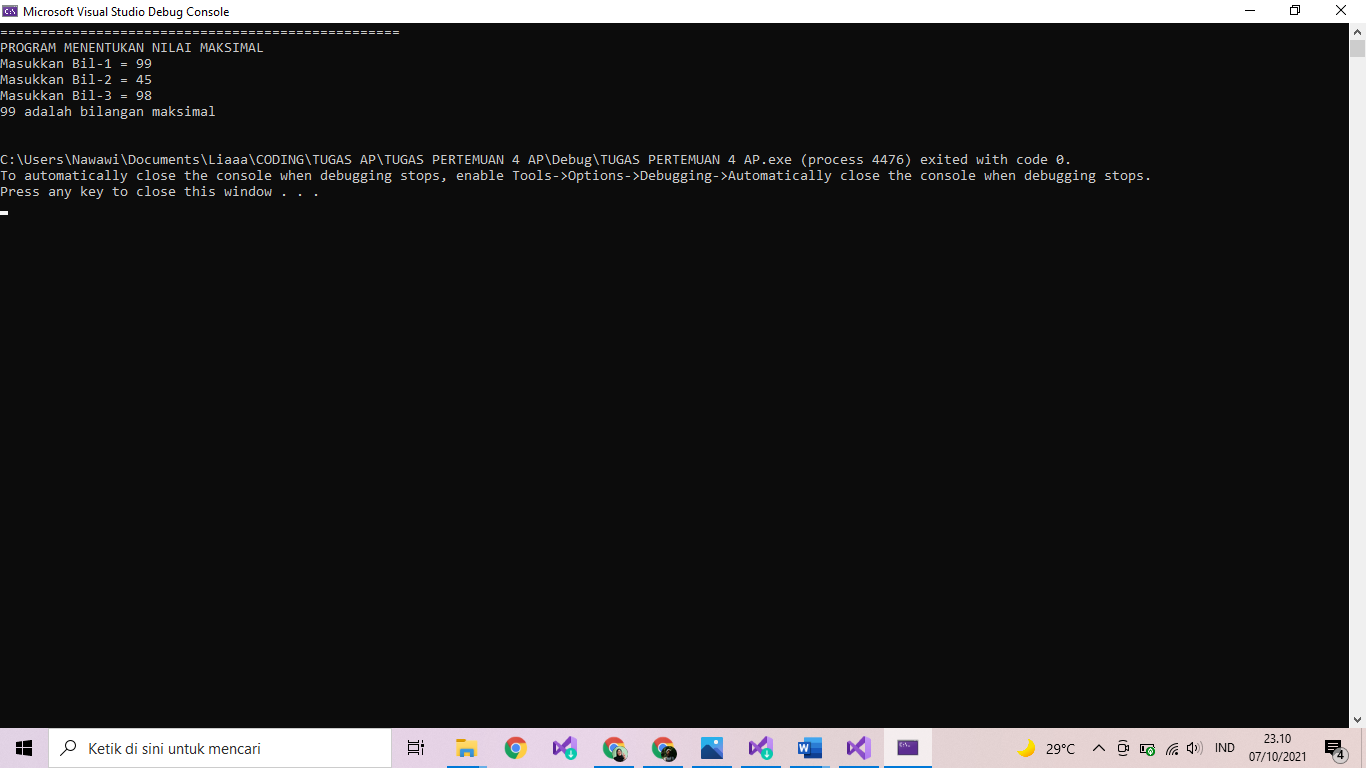 Microsoft Visual Studio Debug Console
==================================================
PROGRAM MENENTUKAN NILAI MAKSIMAL
Masukkan Bil-1 = 99
Masukkan Bil-2 = 45
Masukkan Bil-3 = 98
99 adalah bilangan maksimal
C:\Users\Nawawi\Documents\Liaaa\CODING\TUGAS AP\TUGAS PERTEMUAN 4 AP\Debug\TUGAS PERTEMUAN 4 AP.exe (process 4476) exited with code 0.
To automatically close the console when debugging stops, enable Tools->Options->Debugging->Automatically close the console when debugging stops.
Press any key to close this window . . .
Ketik di sini untuk mencari
29°C
IND
23.10
07/10/2021
4